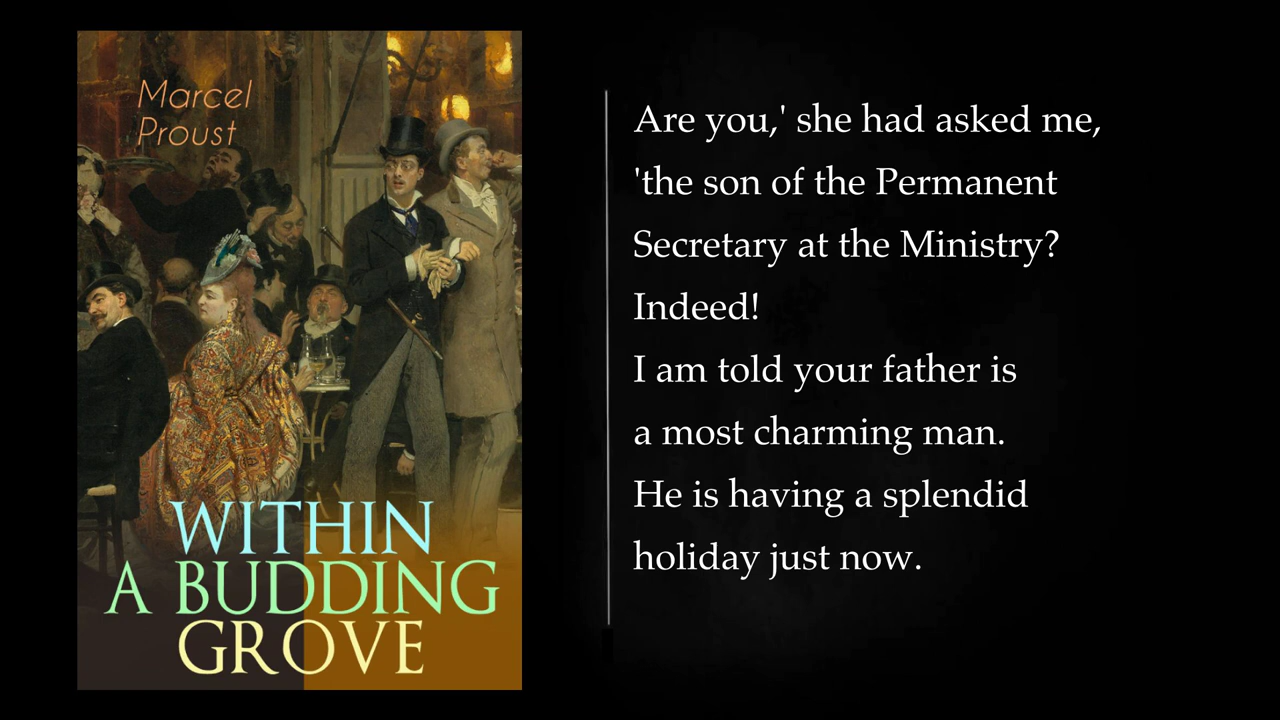 Marcel
Proust
WITHIN
A BUDDING
GROVE
Are you,' she had asked me,
'the son of the Permanent
Secretary at the Ministry?
Indeed!
I am told your father is
a most charming man.
He is having a splendid
holiday just now.